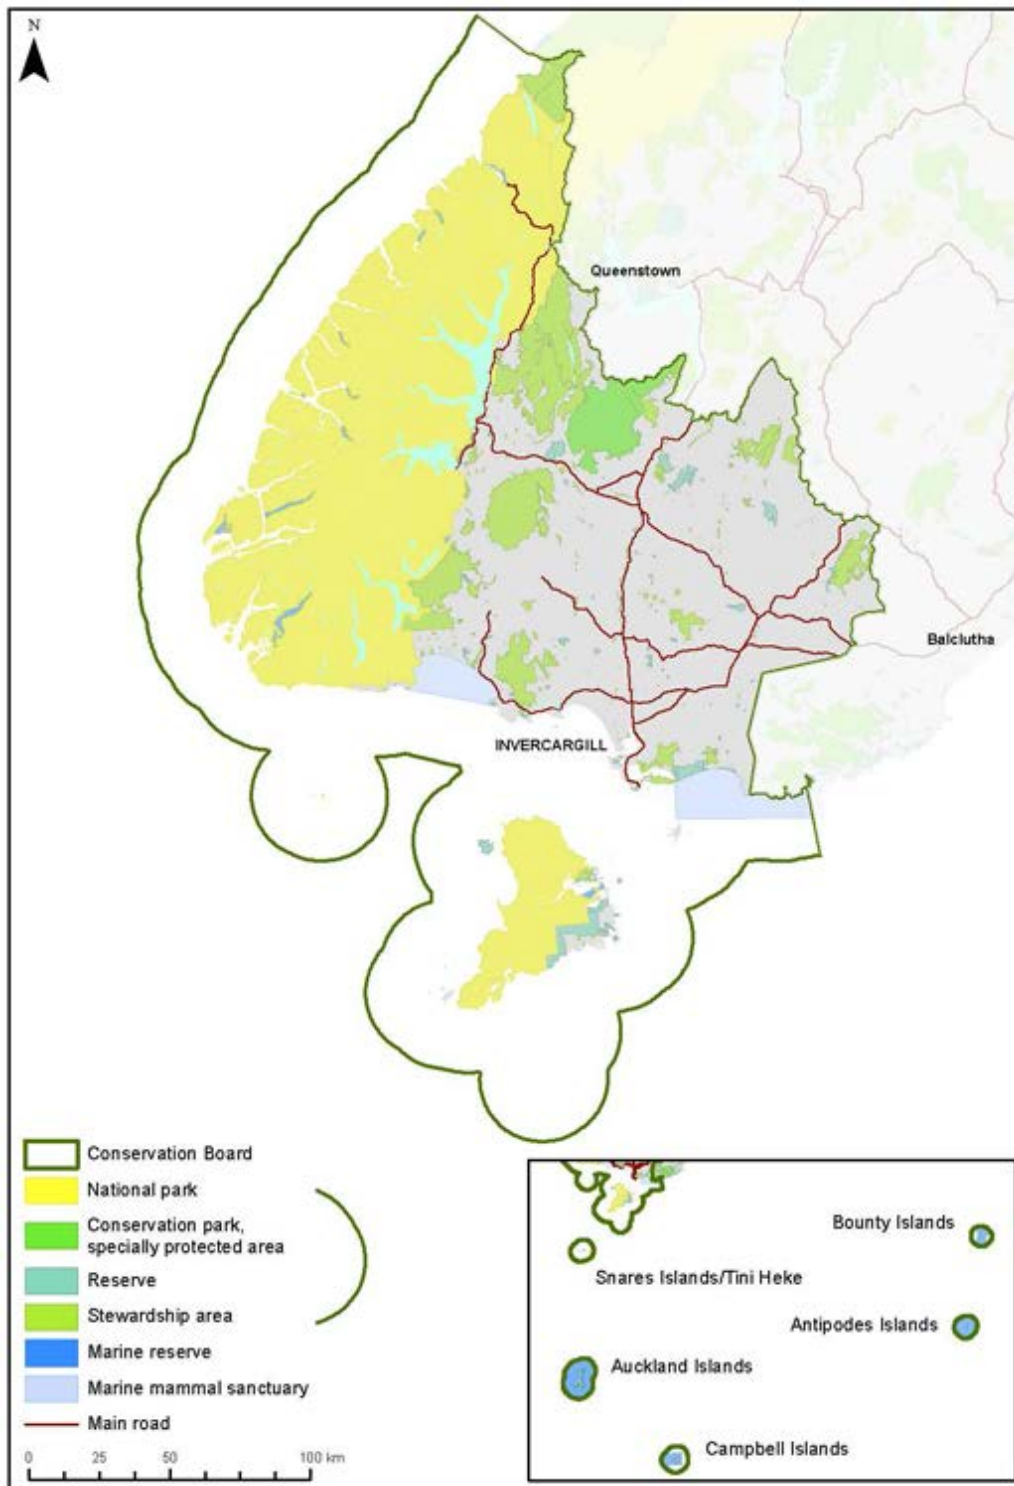 N
Queenstown
Balclutha
INVERCARGILL
Conservation Board
National park
Conservation park,
specially protected area
Reserve
Stewardship area
Marine reserve
Marine mammal sanctuary
Main road
0 25 50 100 km
Bounty Islands
Snares Islands/Tini Heke
Antipodes Islands
Auckland Islands
Campbell Islands